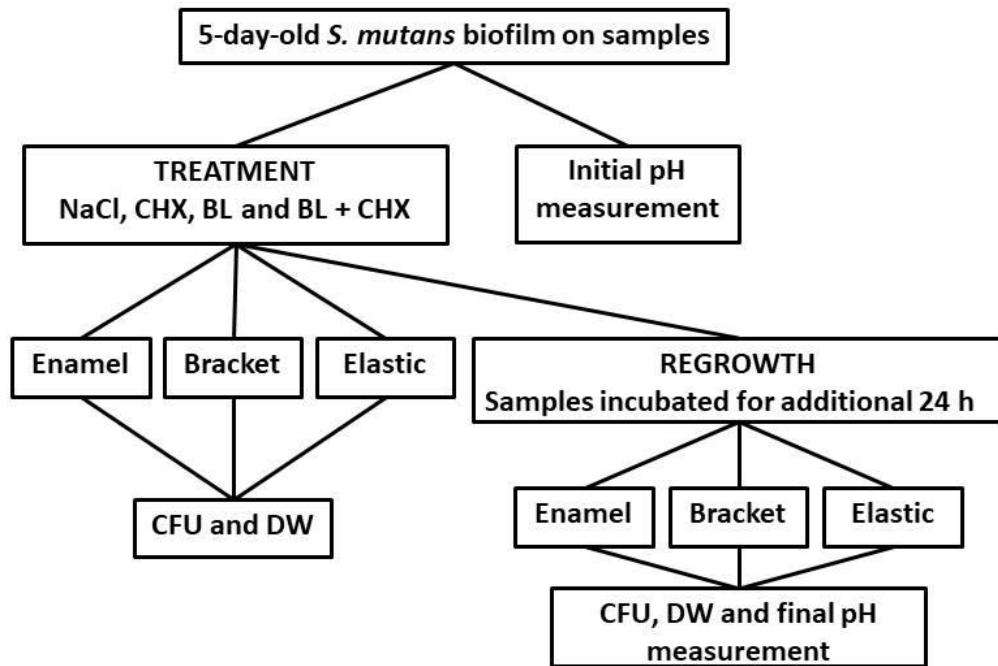 5-day-old S. mutans biofilm on samples
TREATMENT
NaCl, CHX, BL and BL + CHX
Initial pH
measurement
Enamel
Bracket
Elastic
REGROWTH
Samples incubated for additional 24 h
CFU and DW
Enamel
Bracket
Elastic
CFU, DW and final pH
measurement